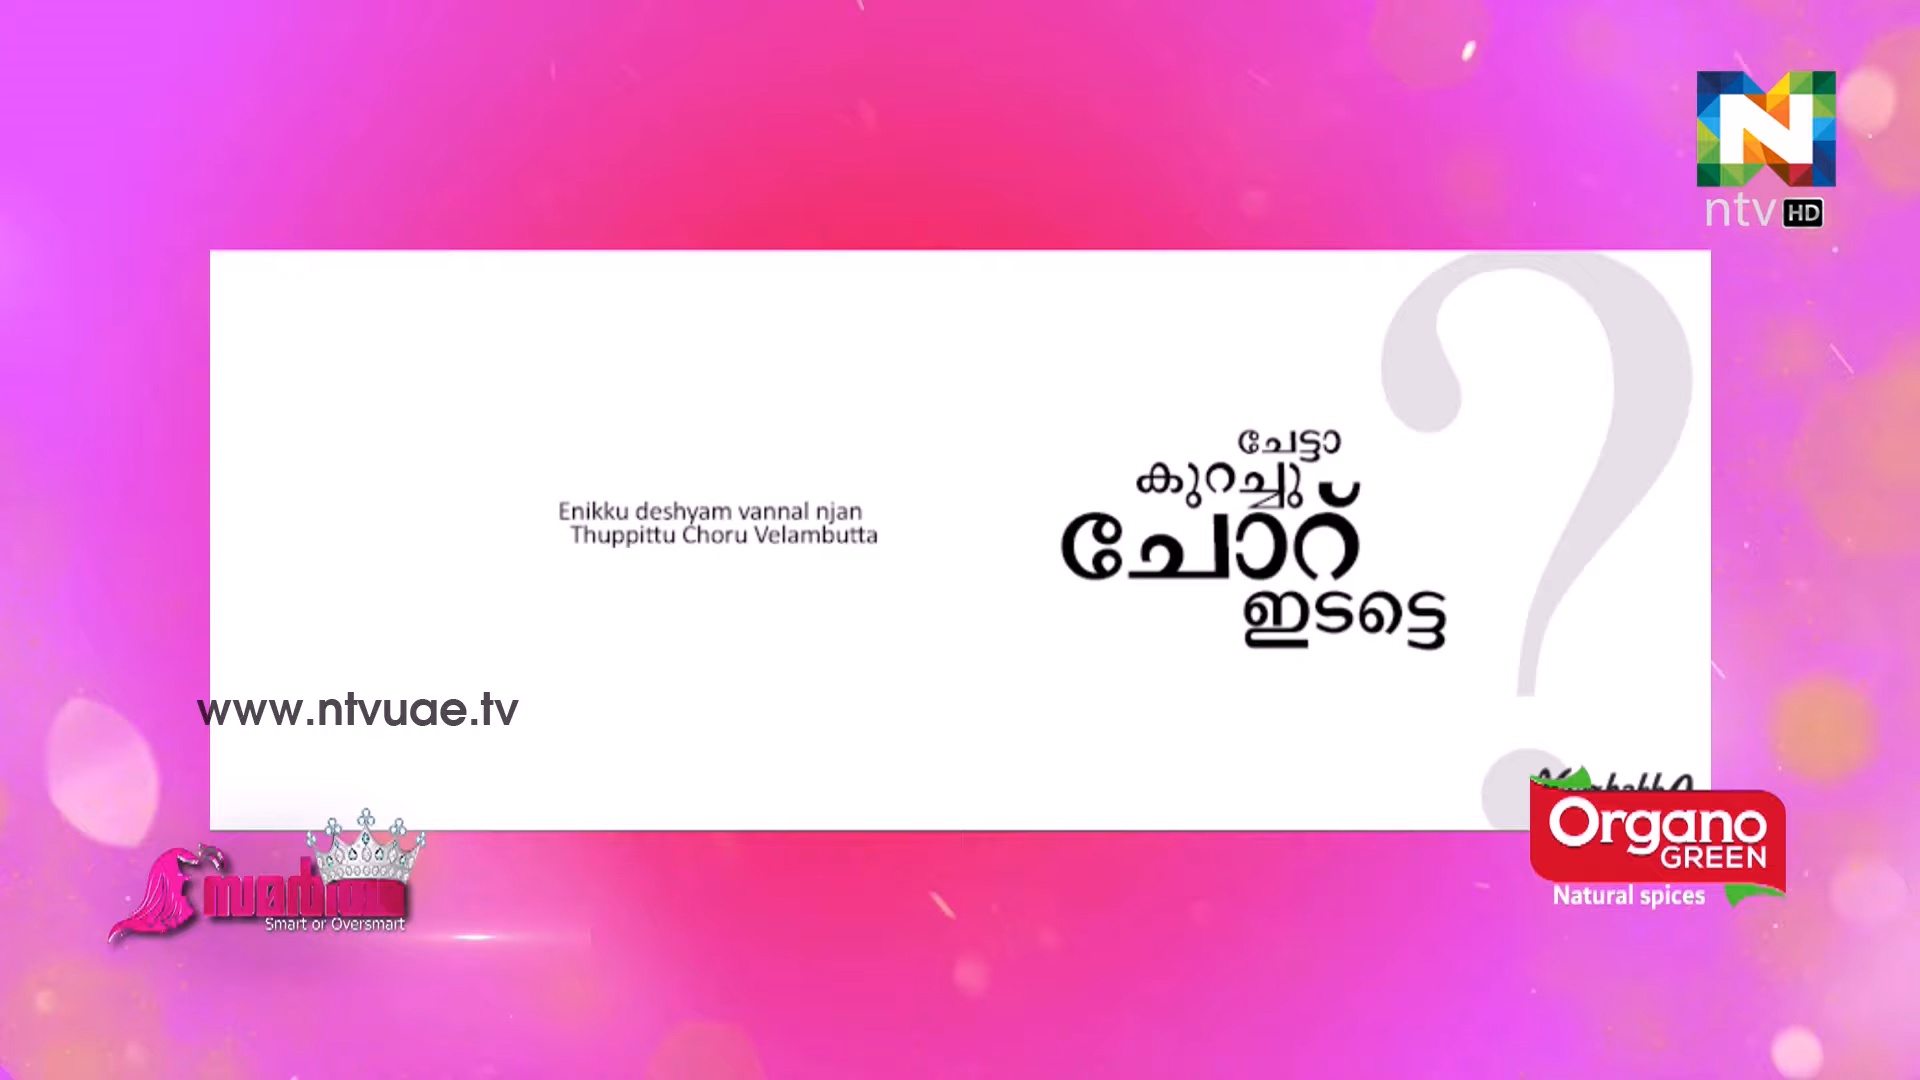 ntv HD
Enikku deshyam vannal njan
Thuppittu Choru Velambutta
ചേട്ടാ
കുറച്ചു
ചോറ്
ഇടട്ടെ
?
www.ntvuae.tv
Smart or Oversmart
Organo
GREEN
Natural spices